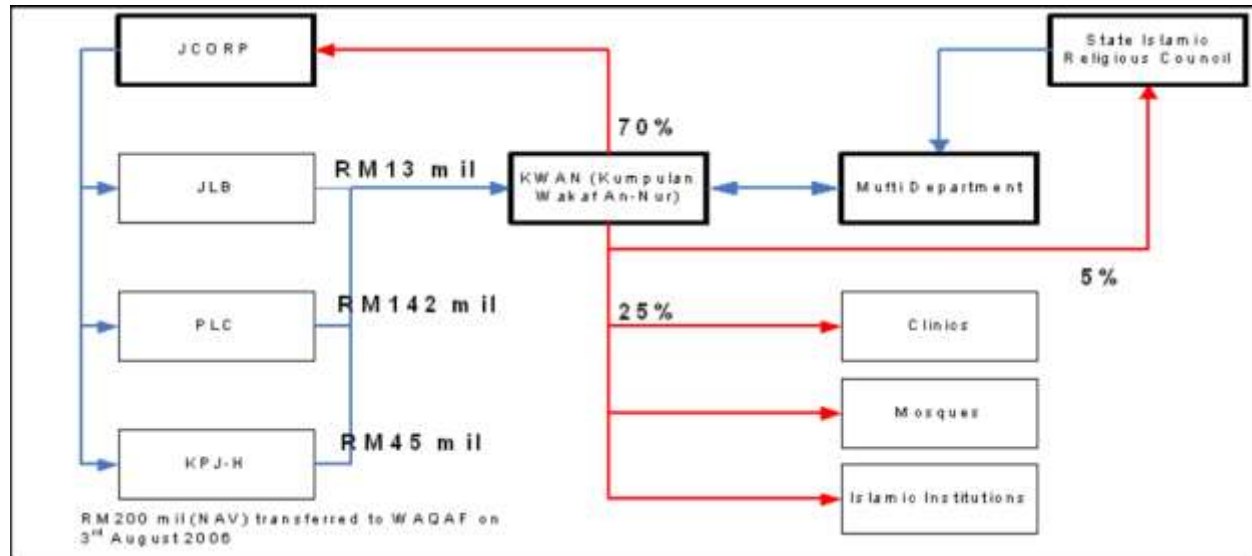 JCORP
State Islamic
Religious Council
70%
RM13 mil
JLB
KWAN (Kumpulan
Wakaf An-Nur)
Mufti Department
5%
RM142 mil
25%
PLC
Clinics
Mosques
RM45 mil
KPJ-H
Islamic Institutions
RM200 mil(NAV) transferred to WAQAF on
3rd August 2006